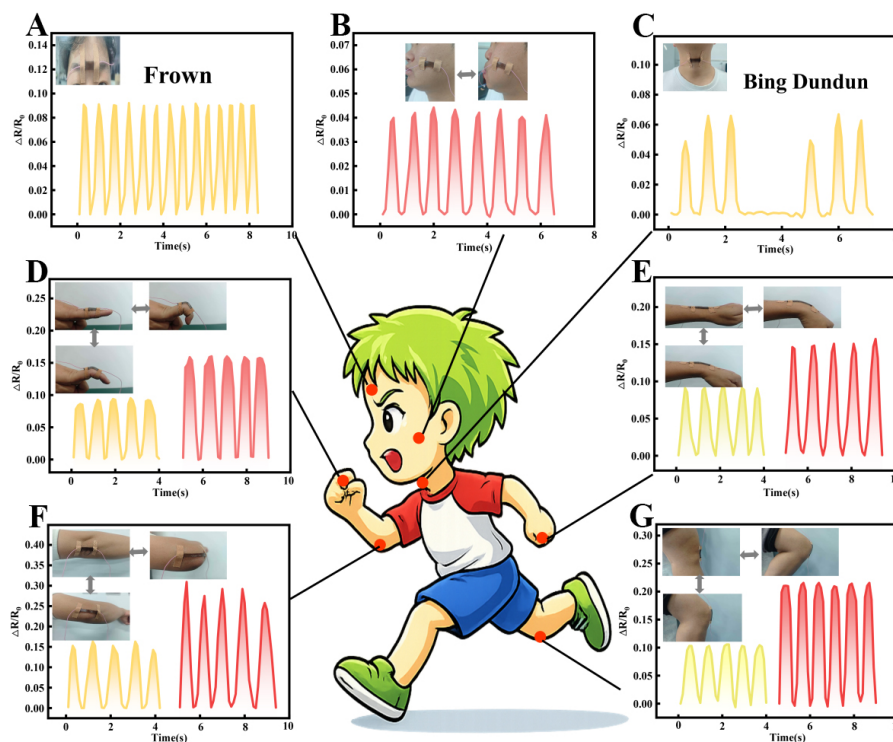 A
0.14
0.12
0.10
0.08
0.06
0.04
0.02
0.00
△R/R₀
Frown
0 2 4 6 8 10
Time(s)
B
0.07
0.06
0.05
0.04
0.03
0.02
0.01
0.00
△R/R₀
0 2 4 6 8
Time(s)
C
0.10
0.08
0.06
0.04
0.02
0.00
△R/R₀
Bing Dundun
0 2 4 6
Time(s)
D
0.25
0.20
0.15
0.10
0.05
0.00
△R/R₀
0 2 4 6 8 10
Time(s)
E
0.20
0.15
0.10
0.05
0.00
△R/R₀
0 2 4 6 8 10
Time(s)
F
0.40
0.35
0.30
0.25
0.20
0.15
0.10
0.05
0.00
△R/R₀
0 2 4 6 8 10
Time(s)
G
0.30
0.25
0.20
0.15
0.10
0.05
0.00
△R/R₀
0 2 4 6 8
Time(s)